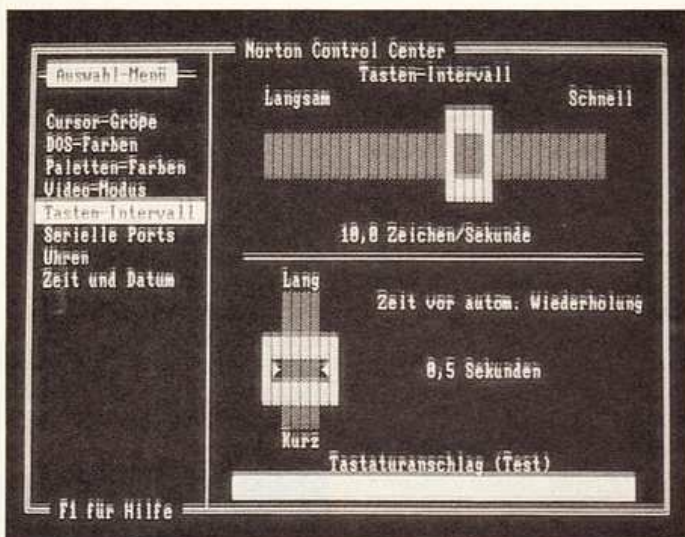 Norton Control Center
Auswahl-Menü
Cursor-Größe
DOS-Farben
Paletten-Farben
Video-Modus
Tasten-Intervall
Serielle Ports
Uhren
Zeit und Datum
Tasten-Intervall
Langsam Schnell
10,0 Zeichen/Sekunde
Lang
Zeit vor autom. Wiederholung
0,5 Sekunden
Kurz
Tastaturanschlag (Test)
F1 für Hilfe